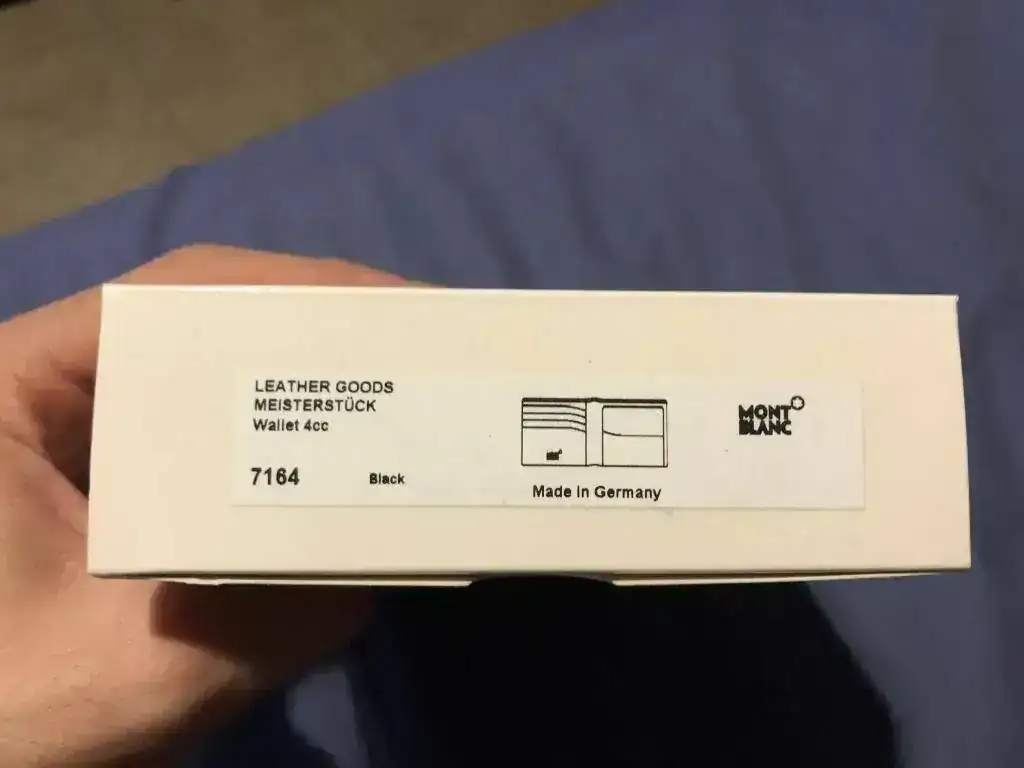 LEATHER GOODS
MEISTERSTÜCK
Wallet 4cc
7164 Black
Made in Germany
MONT
BLANC